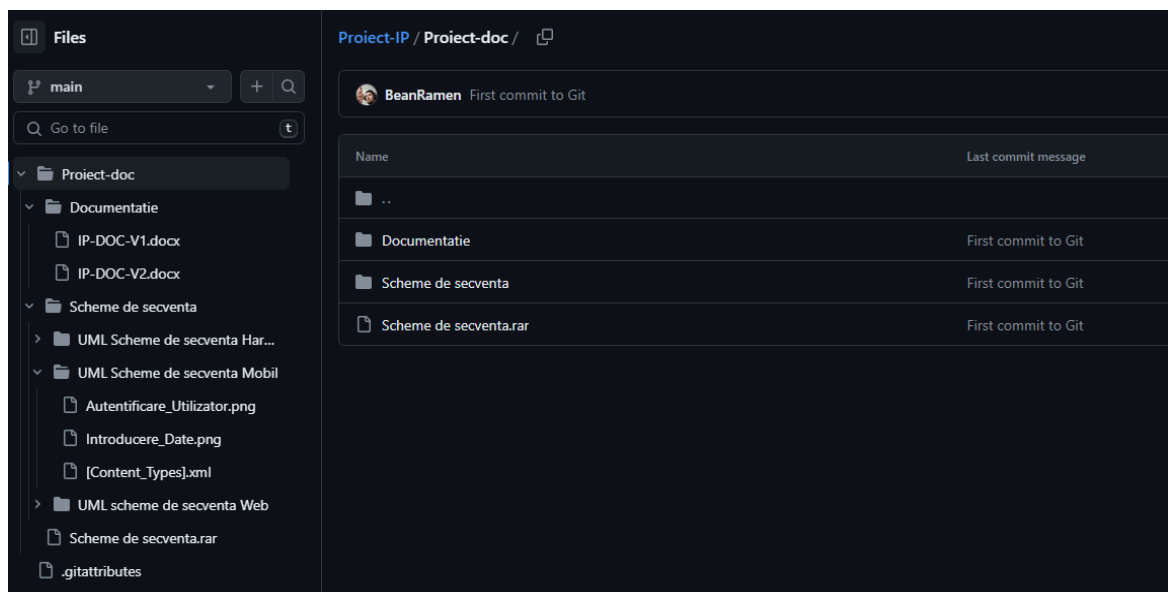 Files
main
Go to file
t
Proiect-doc
Documentatie
IP-DOC-V1.docx
IP-DOC-V2.docx
Scheme de secventa
UML Scheme de secventa Har...
UML Scheme de secventa Mobil
Autentificare_Utilizator.png
Introducere_Date.png
[Content_Types].xml
UML scheme de secventa Web
Scheme de secventa.rar
.gitattributes
Proiect-IP / Proiect-doc /
BeanRamen First commit to Git
Name Last commit message
..
Documentatie First commit to Git
Scheme de secventa First commit to Git
Scheme de secventa.rar First commit to Git